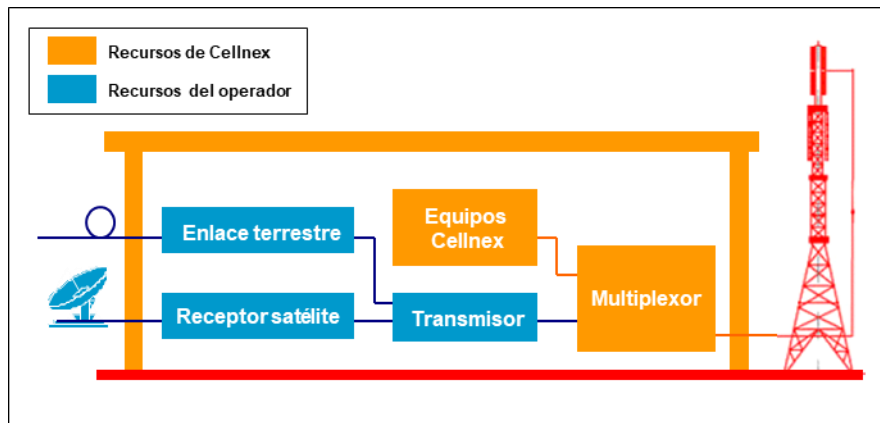 Recursos de Cellnex
Recursos del operador
Enlace terrestre
Equipos
Cellnex
Receptor satélite
Transmisor
Multiplexor